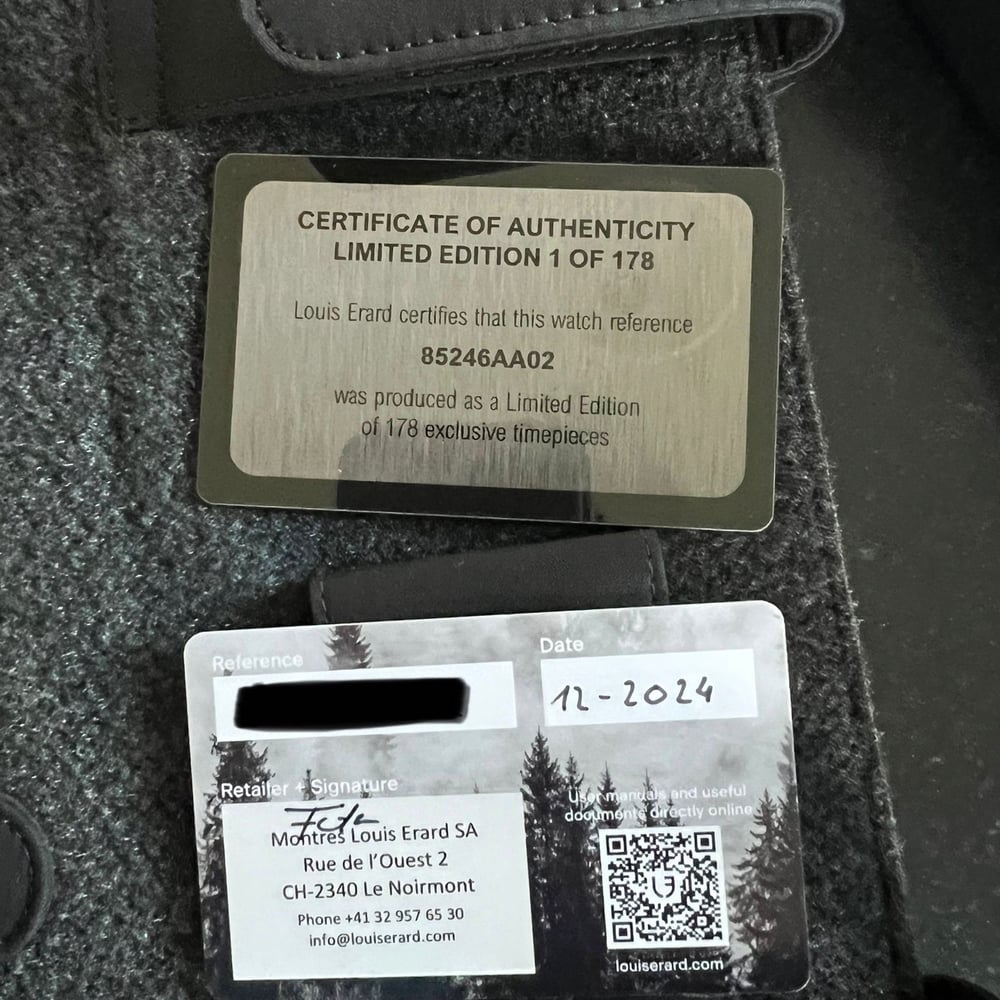 CERTIFICATE OF AUTHENTICITY
LIMITED EDITION 1 OF 178
Louis Erard certifies that this watch reference
85246AA02
was produced as a Limited Edition
of 178 exclusive timepieces
Reference
Date
12-2024
Retailer + Signature
Montres Louis Erard SA
Rue de l'Ouest 2
CH-2340 Le Noirmont
Phone +41 32 957 65 30
info@louiserard.com
User manuals and useful
documents directly online
louiserard.com